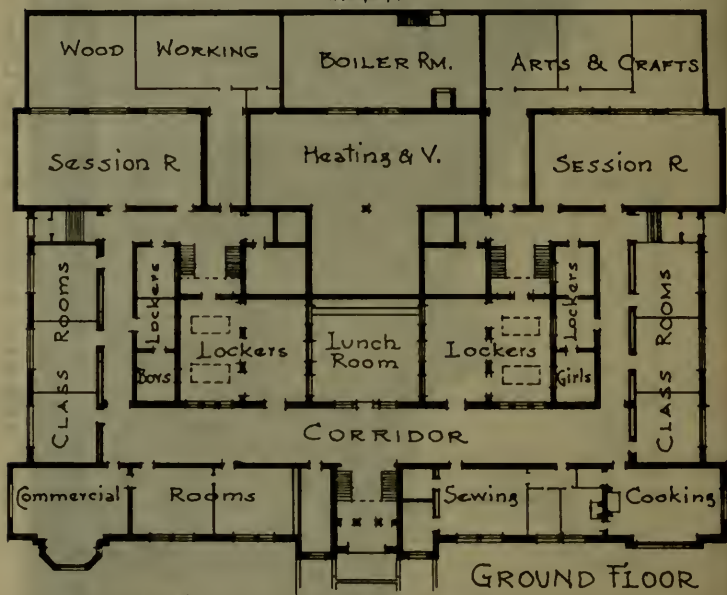 WOOD WORKING
BOILER RM.
ARTS & CRAFTS
Session R
Heating & V.
SESSION R
CLASS ROOMS
Lockers
Boys
Lockers
Lunch
Room
Lockers
Lockers
Girls
CLASS ROOMS
CORRIDOR
Commercial Rooms
Sewing
Cooking
GROUND FLOOR